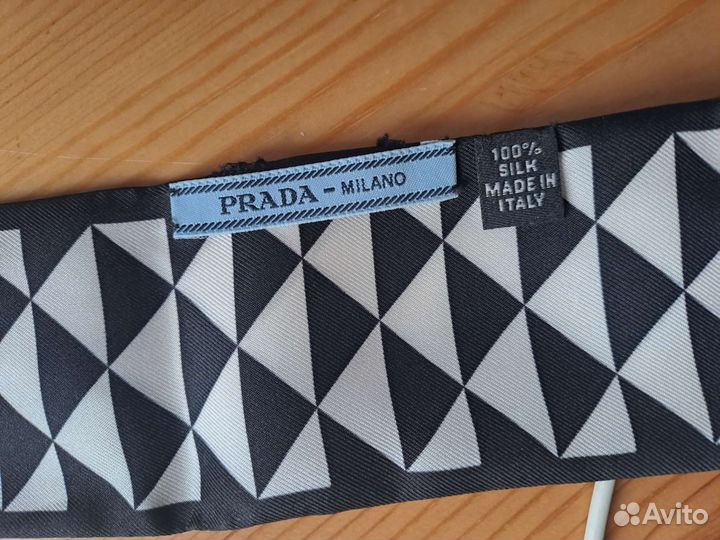 PRADA - MILANO
100%
SILK
MADE IN
ITALY
Avito